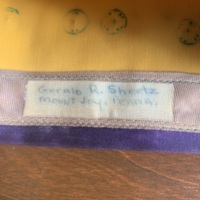 Gerald R. Sheetz
Mount Joy, Penna.